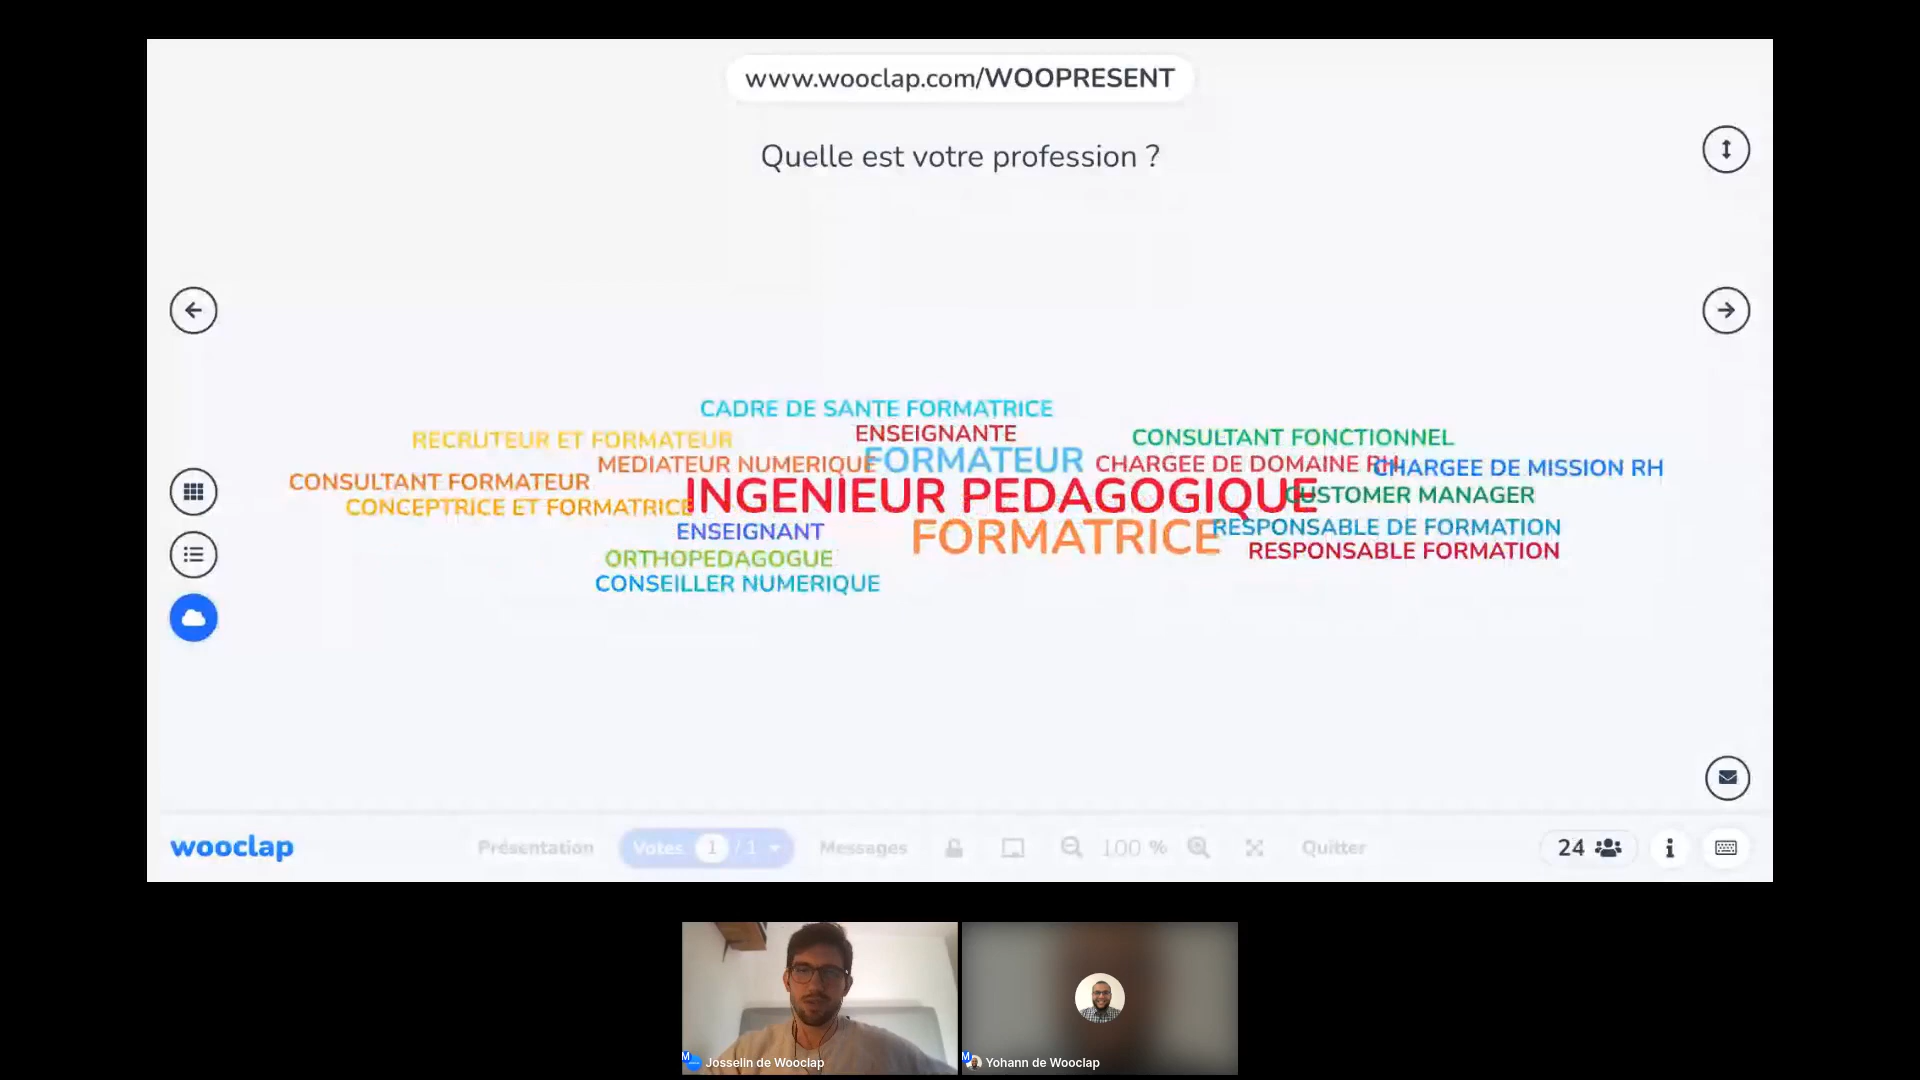 www.wooclap.com/WOOPRESENT
Quelle est votre profession ?
CADRE DE SANTE FORMATRICE
RECRUTEUR ET FORMATEUR
ENSEIGNANTE
CONSULTANT FONCTIONNEL
MEDIATEUR NUMERIQUE
FORMATEUR
CHARGEE DE DOMAINE RH
CHARGEE DE MISSION RH
CONSULTANT FORMATEUR
CONCEPTRICE ET FORMATRICE
INGENIEUR PEDAGOGIQUE
CUSTOMER MANAGER
ENSEIGNANT
FORMATRICE
RESPONSABLE DE FORMATION
ORTHOPEDAGOGUE
RESPONSABLE FORMATION
CONSEILLER NUMERIQUE
wooclap
Présentation
Votes 1 / 1
Messages
100 %
Quitter
24
M Josselin de Wooclap
M Yohann de Wooclap